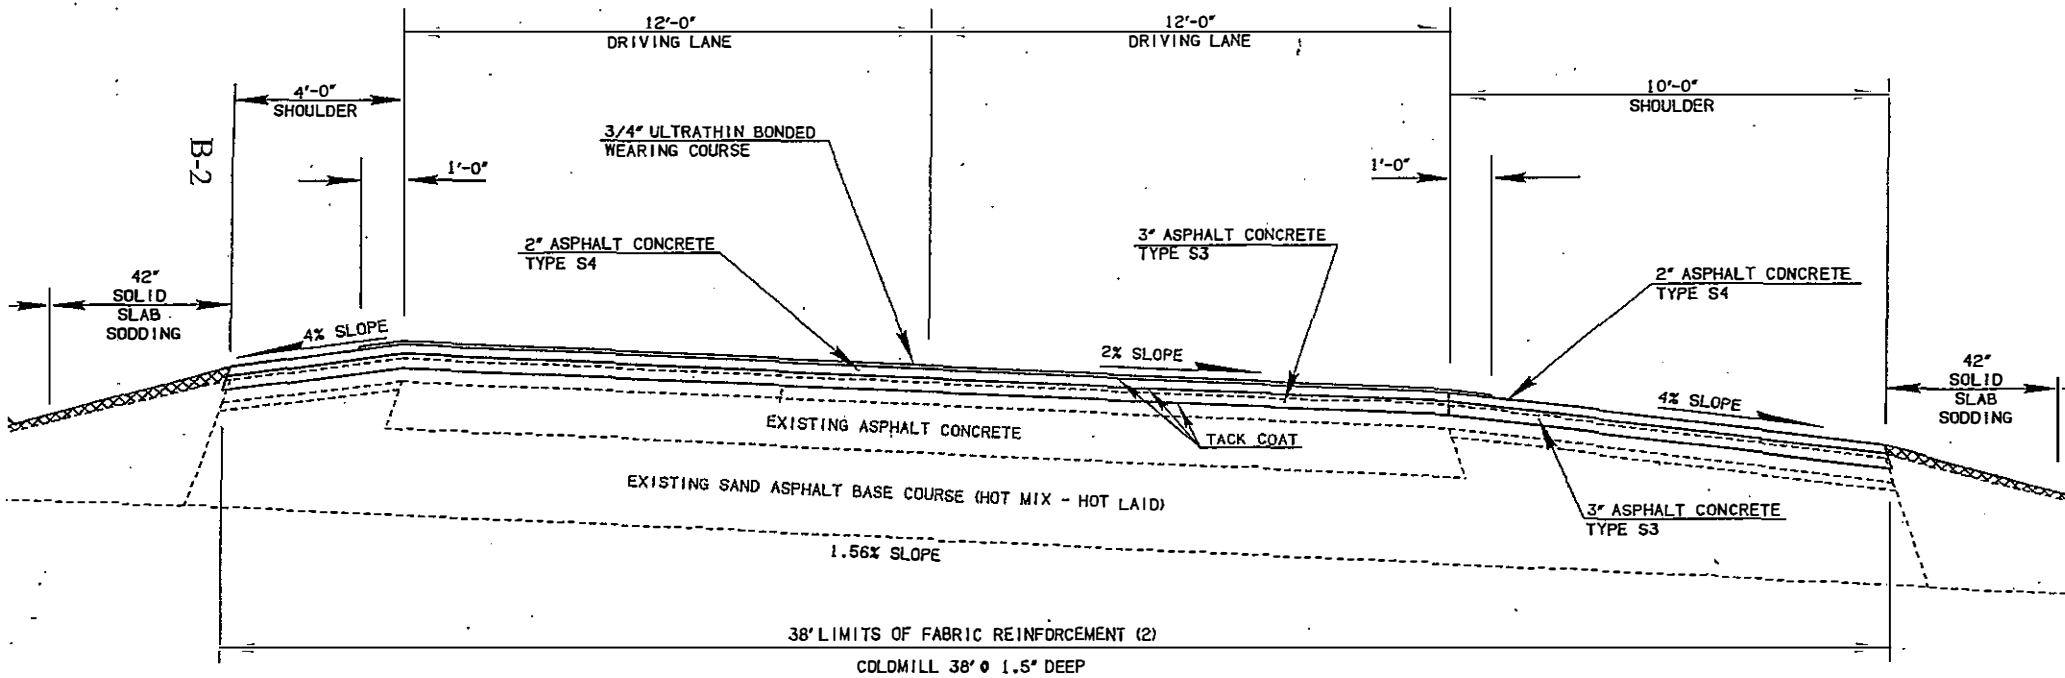 12'-0"
DRIVING LANE
12'-0"
DRIVING LANE
4'-0"
SHOULDER
10'-0"
SHOULDER
B-2
3/4" ULTRATHIN BONDED
WEARING COURSE
1'-0"
1'-0"
2" ASPHALT CONCRETE
TYPE S4
3" ASPHALT CONCRETE
TYPE S3
2" ASPHALT CONCRETE
TYPE S4
42"
SOLID
SLAB
SODDING
4% SLOPE
2% SLOPE
4% SLOPE
42"
SOLID
SLAB
SODDING
EXISTING ASPHALT CONCRETE
TACK COAT
EXISTING SAND ASPHALT BASE COURSE (HOT MIX - HOT LAID)
3" ASPHALT CONCRETE
TYPE S3
1.56% SLOPE
38' LIMITS OF FABRIC REINFORCEMENT (2)
COLDMILL 38' @ 1.5" DEEP